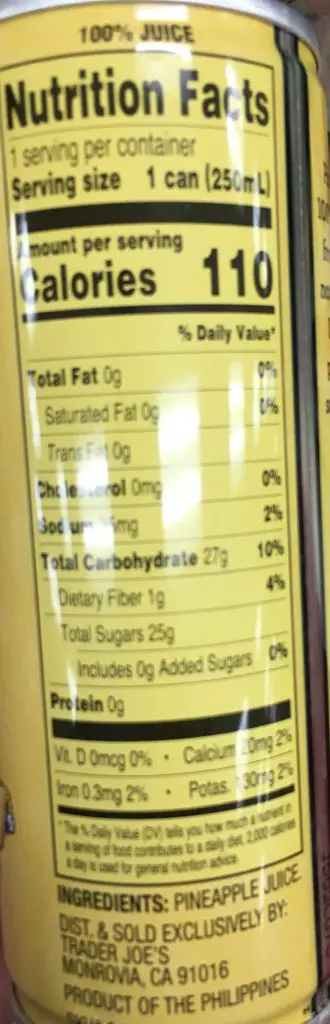 100% JUICE
Nutrition Facts
1 serving per container
Serving size 1 can (250mL)
Amount per serving
Calories 110
% Daily Value*
Total Fat 0g 0%
Saturated Fat 0g 0%
Trans Fat 0g
Cholesterol 0mg 0%
Sodium 2%
Total Carbohydrate 27g 10%
Dietary Fiber 1g 4%
Total Sugars 25g
Includes 0g Added Sugars 0%
Protein 0g
Vit. D 0mcg 0% • Calcium 20mg 2%
Iron 0.3mg 2% • Potas. 2%
*The % Daily Value (DV) tells you how much a nutrient in
a serving of food contributes to a daily diet. 2,000 calories
a day is used for general nutrition advice.
INGREDIENTS: PINEAPPLE JUICE.
DIST. & SOLD EXCLUSIVELY BY:
TRADER JOE'S
MONROVIA, CA 91016
PRODUCT OF THE PHILIPPINES